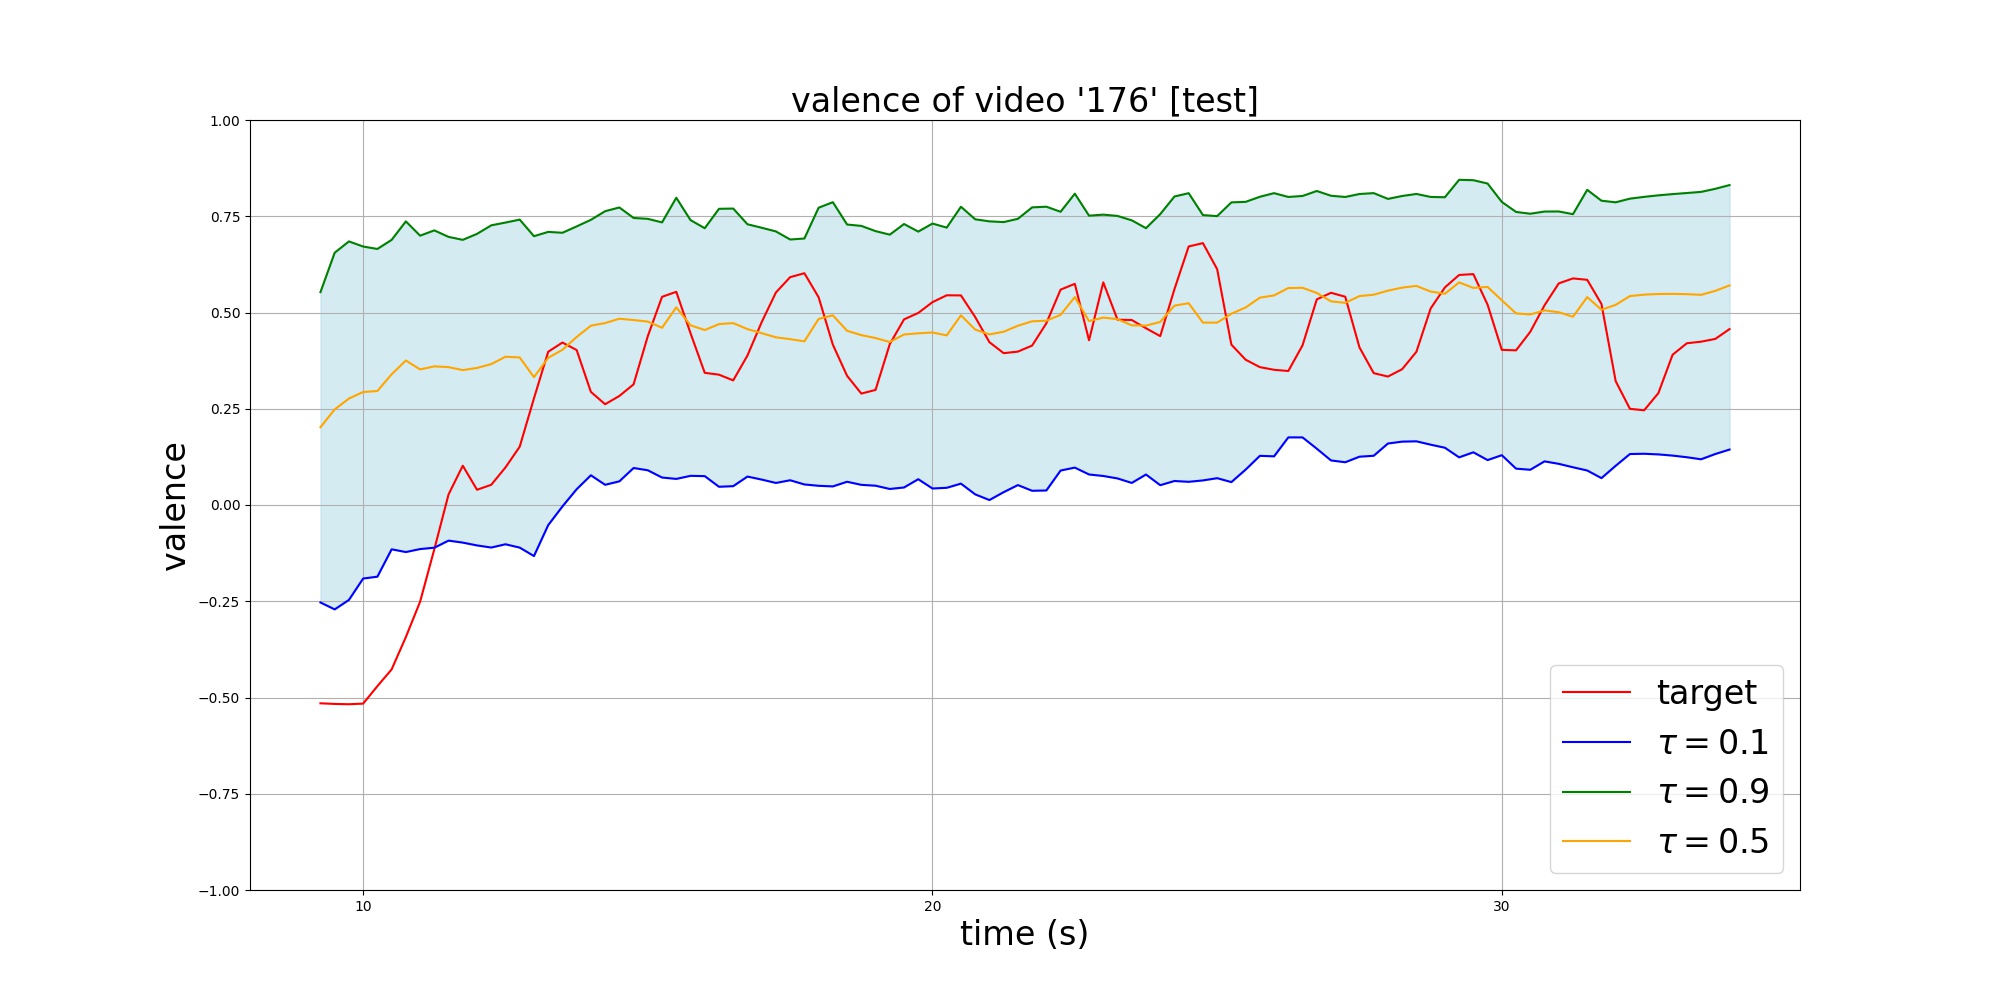 valence of video '176' [test]
1.00
0.75
0.50
0.25
0.00
−0.25
−0.50
−0.75
−1.00
valence
10
20
30
time (s)
target
τ = 0.1
τ = 0.9
τ = 0.5